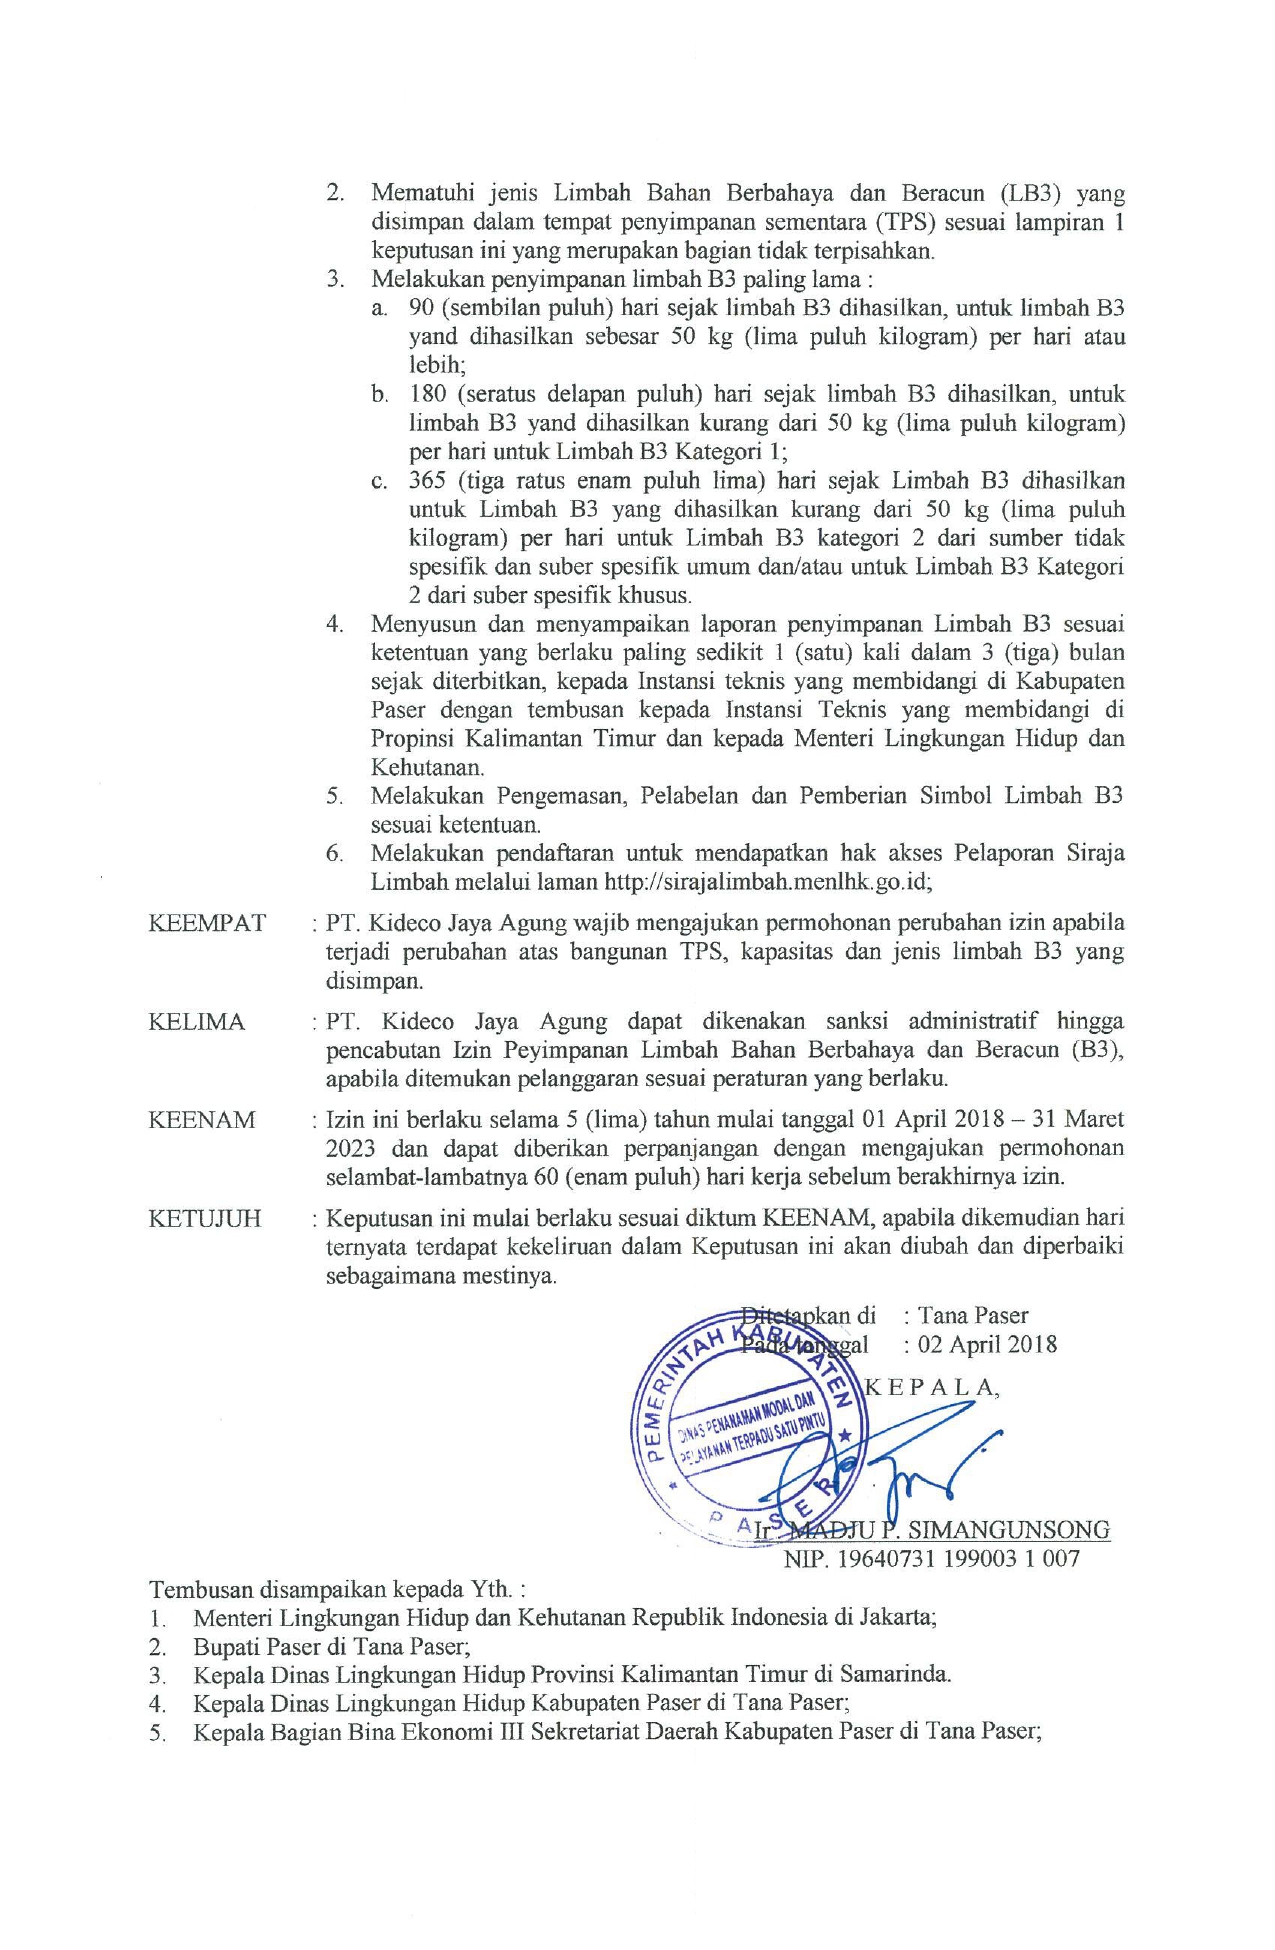 2. Mematuhi jenis Limbah Bahan Berbahaya dan Beracun (LB3) yang
disimpan dalam tempat penyimpanan sementara (TPS) sesuai lampiran 1
keputusan ini yang merupakan bagian tidak terpisahkan.
3. Melakukan penyimpanan limbah B3 paling lama :
a. 90 (sembilan puluh) hari sejak limbah B3 dihasilkan, untuk limbah B3
yand dihasilkan sebesar 50 kg (lima puluh kilogram) per hari atau
lebih;
b. 180 (seratus delapan puluh) hari sejak limbah B3 dihasilkan, untuk
limbah B3 yand dihasilkan kurang dari 50 kg (lima puluh kilogram)
per hari untuk Limbah B3 Kategori 1;
c. 365 (tiga ratus enam puluh lima) hari sejak Limbah B3 dihasilkan
untuk Limbah B3 yang dihasilkan kurang dari 50 kg (lima puluh
kilogram) per hari untuk Limbah B3 kategori 2 dari sumber tidak
spesifik dan suber spesifik umum dan/atau untuk Limbah B3 Kategori
2 dari suber spesifik khusus.
4. Menyusun dan menyampaikan laporan penyimpanan Limbah B3 sesuai
ketentuan yang berlaku paling sedikit 1 (satu) kali dalam 3 (tiga) bulan
sejak diterbitkan, kepada Instansi teknis yang membidangi di Kabupaten
Paser dengan tembusan kepada Instansi Teknis yang membidangi di
Propinsi Kalimantan Timur dan kepada Menteri Lingkungan Hidup dan
Kehutanan.
5. Melakukan Pengemasan, Pelabelan dan Pemberian Simbol Limbah B3
sesuai ketentuan.
6. Melakukan pendaftaran untuk mendapatkan hak akses Pelaporan Siraja
Limbah melalui laman http://sirajalimbah.menlhk.go.id;
KEEMPAT : PT. Kideco Jaya Agung wajib mengajukan permohonan perubahan izin apabila
terjadi perubahan atas bangunan TPS, kapasitas dan jenis limbah B3 yang
disimpan.
KELIMA : PT. Kideco Jaya Agung dapat dikenakan sanksi administratif hingga
pencabutan Izin Peyimpanan Limbah Bahan Berbahaya dan Beracun (B3),
apabila ditemukan pelanggaran sesuai peraturan yang berlaku.
KEENAM : Izin ini berlaku selama 5 (lima) tahun mulai tanggal 01 April 2018 – 31 Maret
2023 dan dapat diberikan perpanjangan dengan mengajukan permohonan
selambat-lambatnya 60 (enam puluh) hari kerja sebelum berakhirnya izin.
KETUJUH : Keputusan ini mulai berlaku sesuai diktum KEENAM, apabila dikemudian hari
ternyata terdapat kekeliruan dalam Keputusan ini akan diubah dan diperbaiki
sebagaimana mestinya.
Ditetapkan di : Tana Paser
Pada tanggal : 02 April 2018
K E P A L A,
PEMERINTAH KABUPATEN
DINAS PENANAMAN MODAL DAN
PELAYANAN TERPADU SATU PINTU
PASER
Ir. MADJU P. SIMANGUNSONG
NIP. 19640731 199003 1 007
Tembusan disampaikan kepada Yth. :
1. Menteri Lingkungan Hidup dan Kehutanan Republik Indonesia di Jakarta;
2. Bupati Paser di Tana Paser;
3. Kepala Dinas Lingkungan Hidup Provinsi Kalimantan Timur di Samarinda.
4. Kepala Dinas Lingkungan Hidup Kabupaten Paser di Tana Paser;
5. Kepala Bagian Bina Ekonomi III Sekretariat Daerah Kabupaten Paser di Tana Paser;